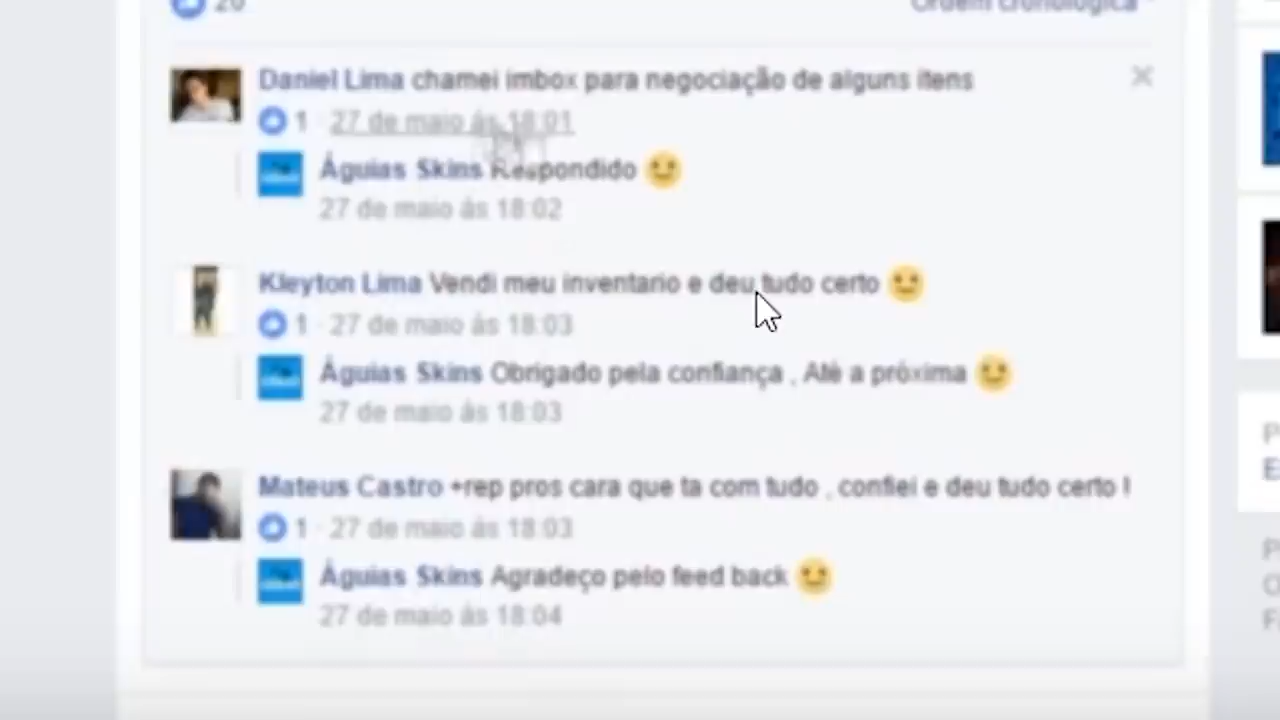 20
Ordem cronológica
Daniel Lima chamei imbox para negociação de alguns itens
1 · 27 de maio às 18:01
Águias Skins Respondido
27 de maio às 18:02
Kleyton Lima Vendi meu inventario e deu tudo certo
1 · 27 de maio às 18:03
Águias Skins Obrigado pela confiança , Até a próxima
27 de maio às 18:03
Mateus Castro +rep pros cara que ta com tudo , confiei e deu tudo certo !
1 · 27 de maio às 18:03
Águias Skins Agradeço pelo feed back
27 de maio às 18:04